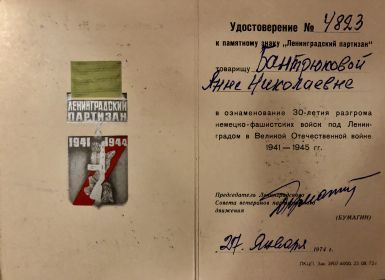 ЛЕНИНГРАДСКИЙ
ПАРТИЗАН
1941 1944
Удостоверение № 4823
к памятному знаку „Ленинградский партизан"
товарищу Бантрюковой
Анне Николаевне
в ознаменование 30-летия разгрома
немецко-фашистских войск под Ленин-
градом в Великой Отечественной войне
1941—1945 гг.
Председатель Ленинградского
Совета ветеранов партизанского
движения
(БУМАГИН)
27 Января 1974 г.